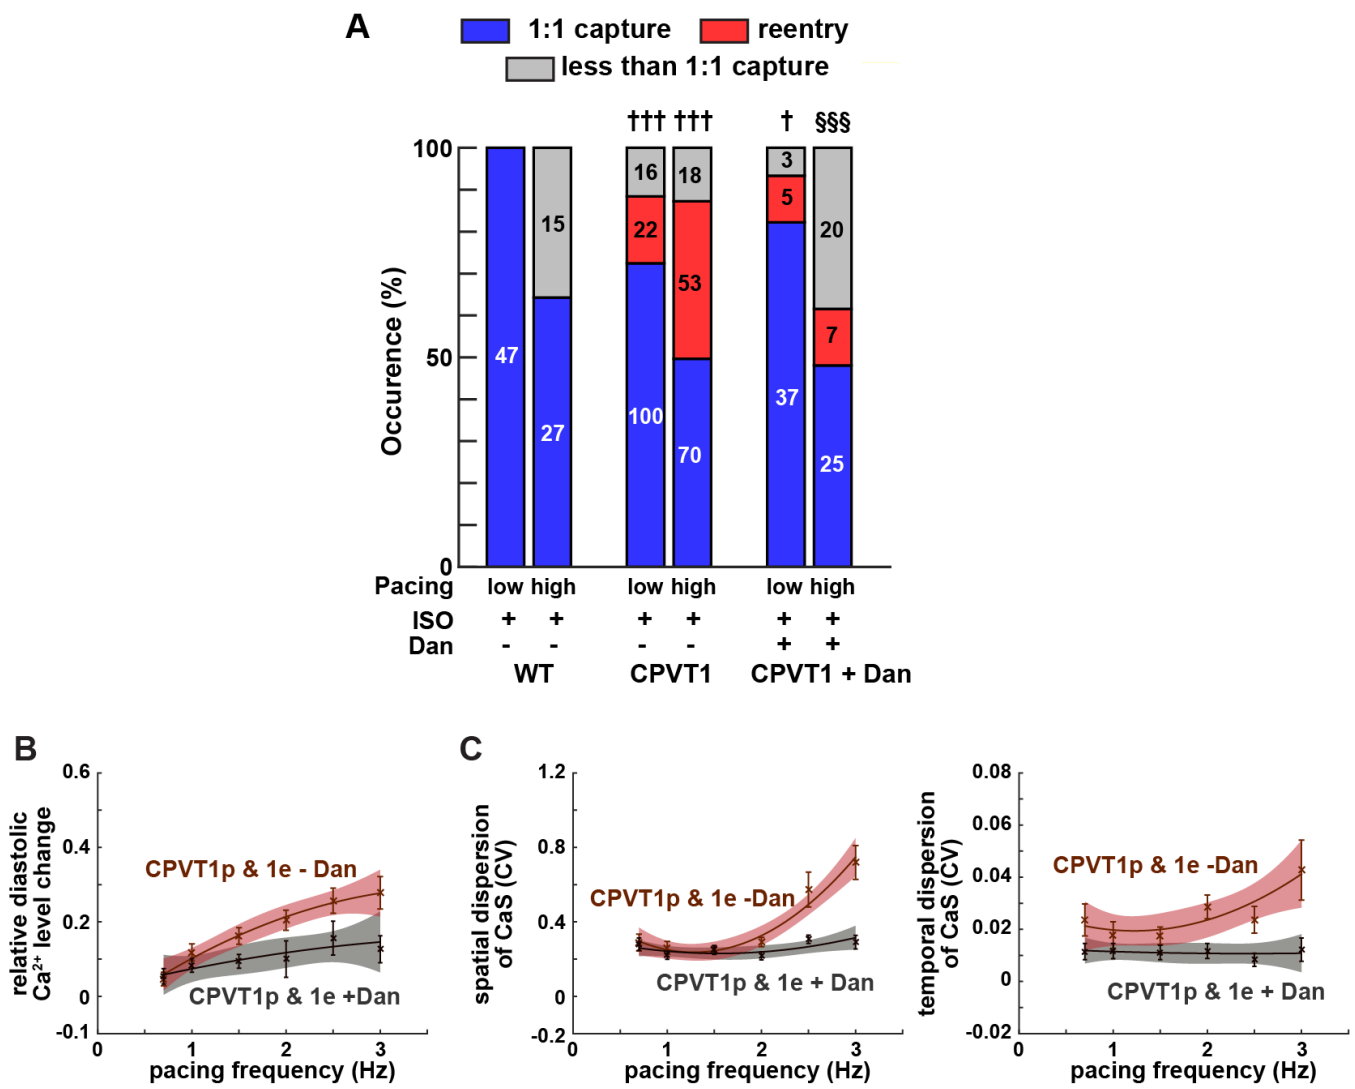 A
1:1 capture reentry
less than 1:1 capture
††† ††† † §§§
Occurence (%)
100
50
0
47
15
27
16
22
100
18
53
70
3
5
37
20
7
25
Pacing low high low high low high
ISO + + + + + +
Dan - - - - + +
WT CPVT1 CPVT1 + Dan
B
relative diastolic
Ca²⁺ level change
0.6
0.4
0.2
0
-0.1
CPVT1p & 1e - Dan
CPVT1p & 1e +Dan
0 1 2 3
pacing frequency (Hz)
C
spatial dispersion
of CaS (CV)
1.2
0.8
0.4
0
-0.2
CPVT1p & 1e -Dan
CPVT1p & 1e + Dan
0 1 2 3
pacing frequency (Hz)
temporal dispersion
of CaS (CV)
0.08
0.06
0.04
0.02
0
-0.02
CPVT1p & 1e -Dan
CPVT1p & 1e + Dan
0 1 2 3
pacing frequency (Hz)